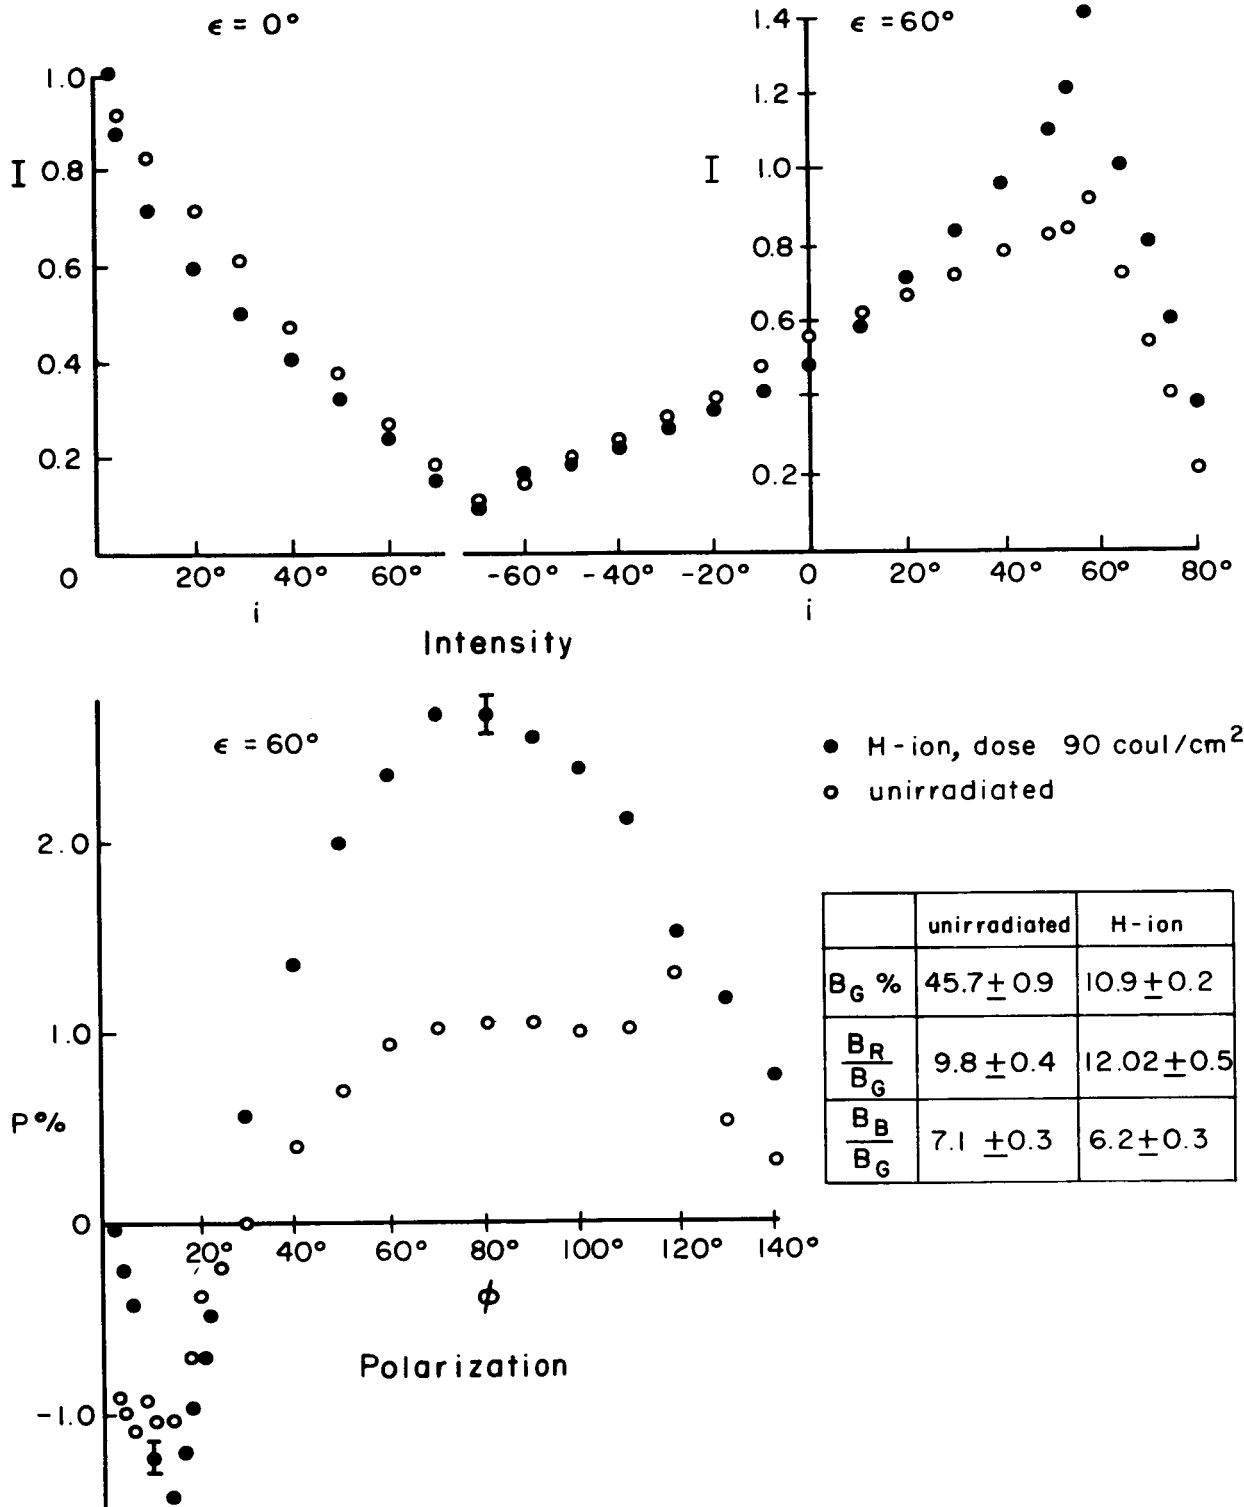 ϵ = 0°
1.0
I 0.8
0.6
0.4
0.2
0 20° 40° 60°
i
ϵ = 60°
1.4
1.2
I 1.0
0.8
0.6
0.2
-60° -40° -20° 0 20° 40° 60° 80°
i
Intensity
ϵ = 60°
2.0
1.0
P%
0
-1.0
20° 40° 60° 80° 100° 120° 140°
ϕ
Polarization
● H-ion, dose 90 coul/cm²
○ unirradiated
unirradiated H-ion
B_G % 45.7 ± 0.9 10.9 ± 0.2
B_R/B_G 9.8 ± 0.4 12.02 ± 0.5
B_B/B_G 7.1 ± 0.3 6.2 ± 0.3